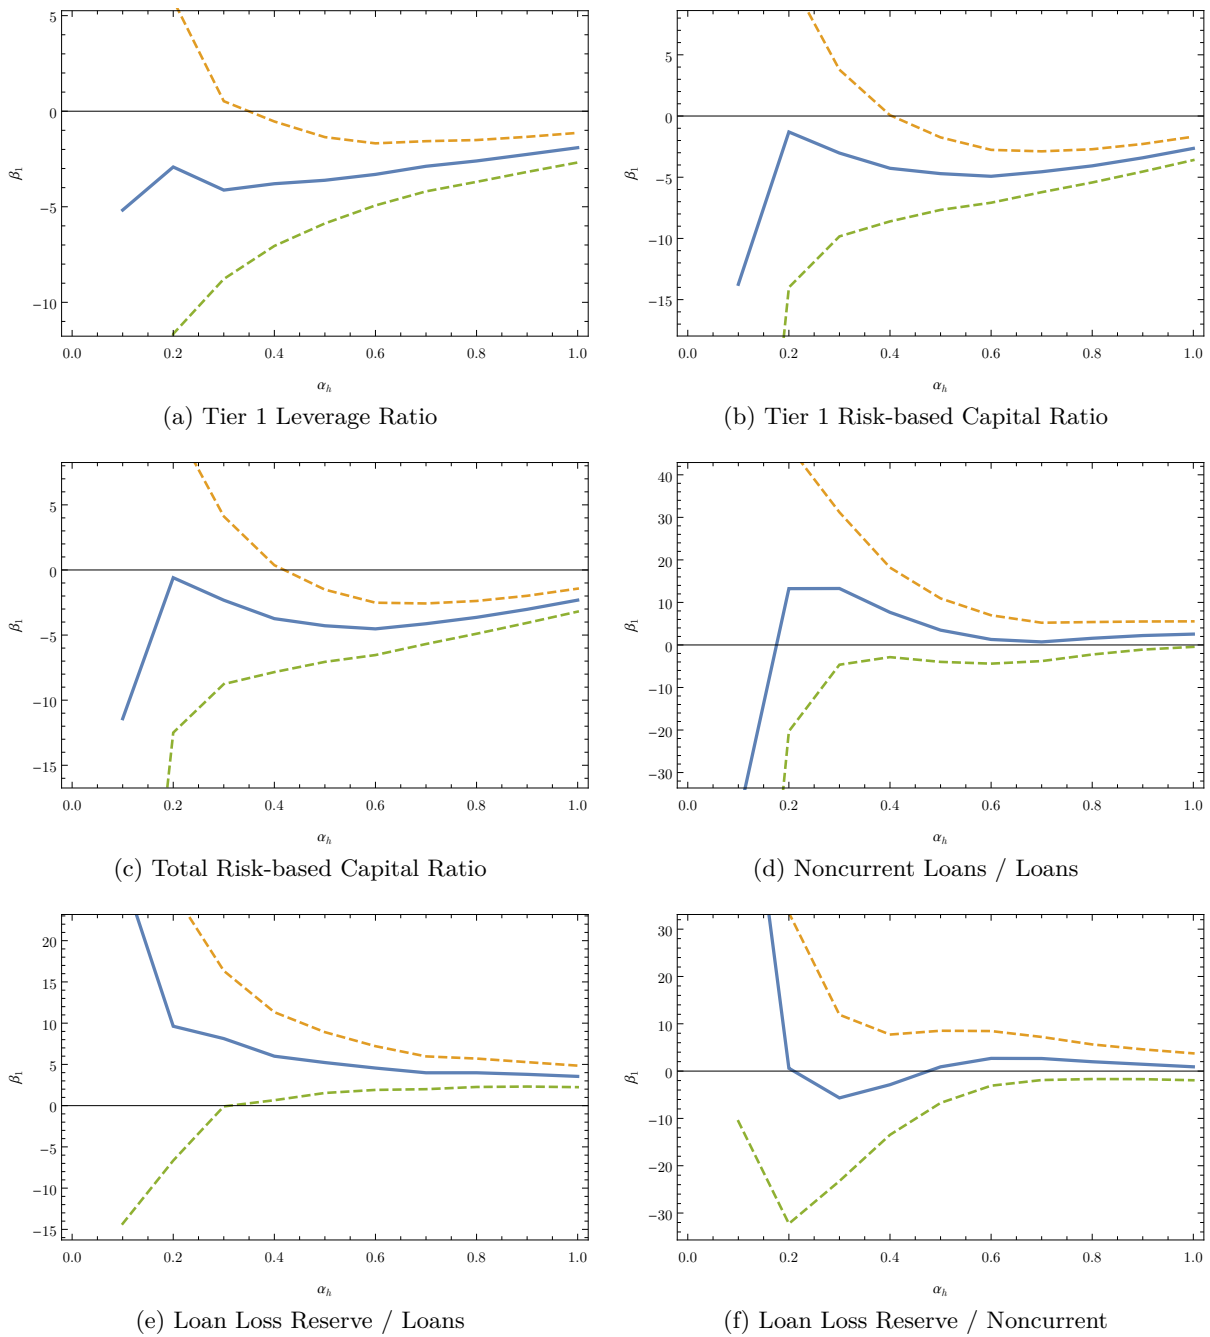 5
0
−5
−10
β₁
0.0 0.2 0.4 0.6 0.8 1.0
αₕ
(a) Tier 1 Leverage Ratio
5
0
−5
−10
−15
β₁
0.0 0.2 0.4 0.6 0.8 1.0
αₕ
(b) Tier 1 Risk-based Capital Ratio
5
0
−5
−10
−15
β₁
0.0 0.2 0.4 0.6 0.8 1.0
αₕ
(c) Total Risk-based Capital Ratio
40
30
20
10
0
−10
−20
−30
β₁
0.0 0.2 0.4 0.6 0.8 1.0
αₕ
(d) Noncurrent Loans / Loans
20
15
10
5
0
−5
−10
−15
β₁
0.0 0.2 0.4 0.6 0.8 1.0
αₕ
(e) Loan Loss Reserve / Loans
30
20
10
0
−10
−20
−30
β₁
0.0 0.2 0.4 0.6 0.8 1.0
αₕ
(f) Loan Loss Reserve / Noncurrent